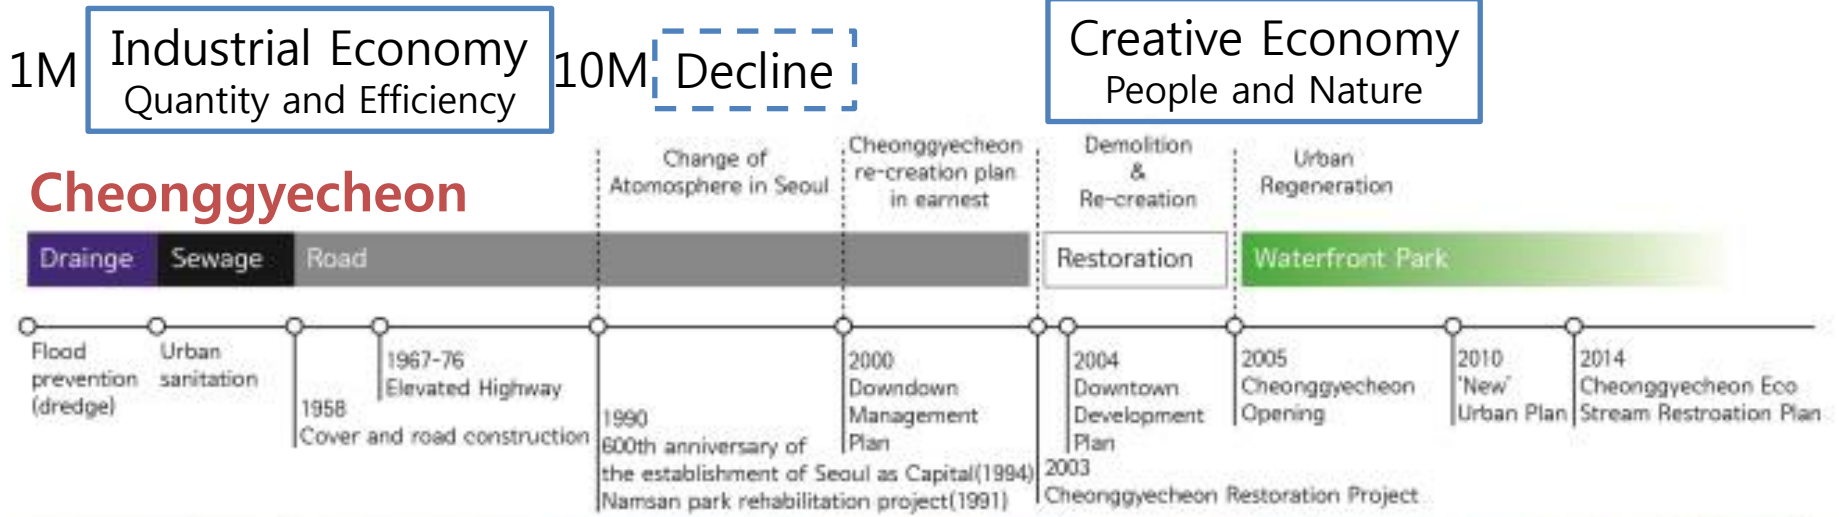 1M
Industrial Economy
Quantity and Efficiency
10M
Decline
Creative Economy
People and Nature
Cheonggyecheon
Change of
Atomosphere in Seoul
Cheonggyecheon
re-creation plan
in earnest
Demolition
&
Re-creation
Urban
Regeneration
Drainge
Sewage
Road
Restoration
Waterfront Park
Flood
prevention
(dredge)
Urban
sanitation
1958
Cover and road construction
1967-76
Elevated Highway
1990
600th anniversary of
the establishment of Seoul as Capital(1994)
Namsan park rehabilitation project(1991)
2000
Downdown
Management
Plan
2003
Cheonggyecheon Restoration Project
2004
Downtown
Development
Plan
2005
Cheonggyecheon
Opening
2010
'New'
Urban Plan
2014
Cheonggyecheon Eco
Stream Restroation Plan